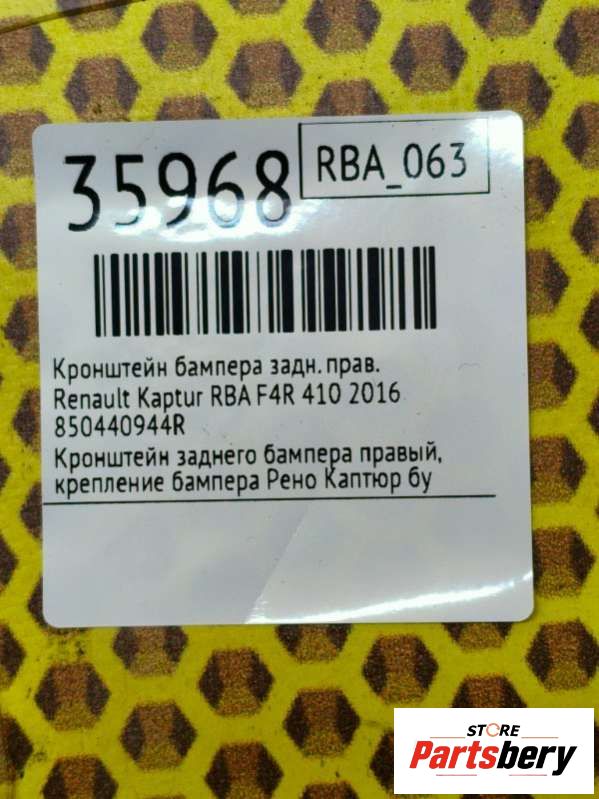 35968
RBA_063
Кронштейн бампера задн. прав.
Renault Kaptur RBA F4R 410 2016
850440944R
Кронштейн заднего бампера правый,
крепление бампера Рено Каптюр бу
STORE
Partsbery